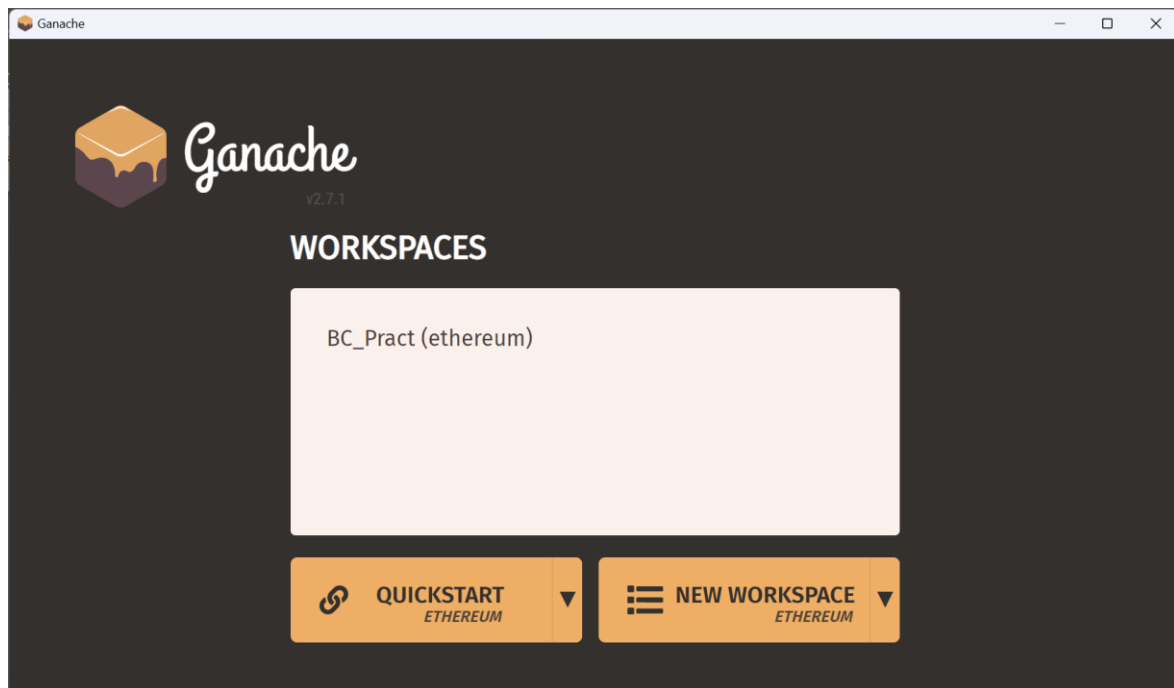 Ganache
Ganache
v2.7.1
WORKSPACES
BC_Pract (ethereum)
QUICKSTART
ETHEREUM
NEW WORKSPACE
ETHEREUM